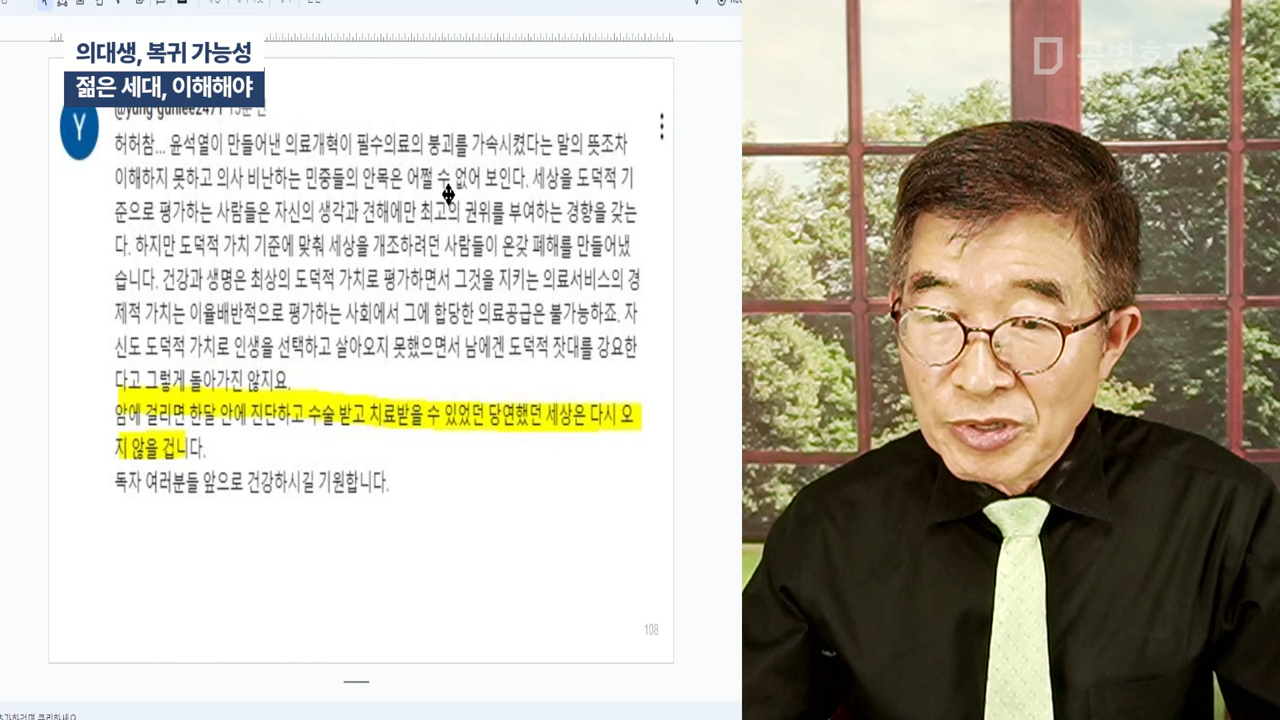 의대생, 복귀 가능성
젊은 세대, 이해해야
Y
허허참... 윤석열이 만들어낸 의료개혁이 필수의료의 붕괴를 가속시켰다는 말의 뜻조차
이해하지 못하고 의사 비난하는 민중들의 안목은 어쩔 수 없어 보인다. 세상을 도덕적 기
준으로 평가하는 사람들은 자신의 생각과 견해에만 최고의 권위를 부여하는 경향을 갖는
다. 하지만 도덕적 가치 기준에 맞춰 세상을 개조하려던 사람들이 온갖 폐해를 만들어냈
습니다. 건강과 생명은 최상의 도덕적 가치로 평가하면서 그것을 지키는 의료서비스의 경
제적 가치는 이율배반적으로 평가하는 사회에서 그에 합당한 의료공급은 불가능하죠. 자
신도 도덕적 가치로 인생을 선택하고 살아오지 못했으면서 남에겐 도덕적 잣대를 강요한
다고 그렇게 돌아가진 않지요.
암에 걸리면 한달 안에 진단하고 수술 받고 치료받을 수 있었던 당연했던 세상은 다시 오
지 않을 겁니다.
독자 여러분들 앞으로 건강하시길 기원합니다.
108
공병호TV